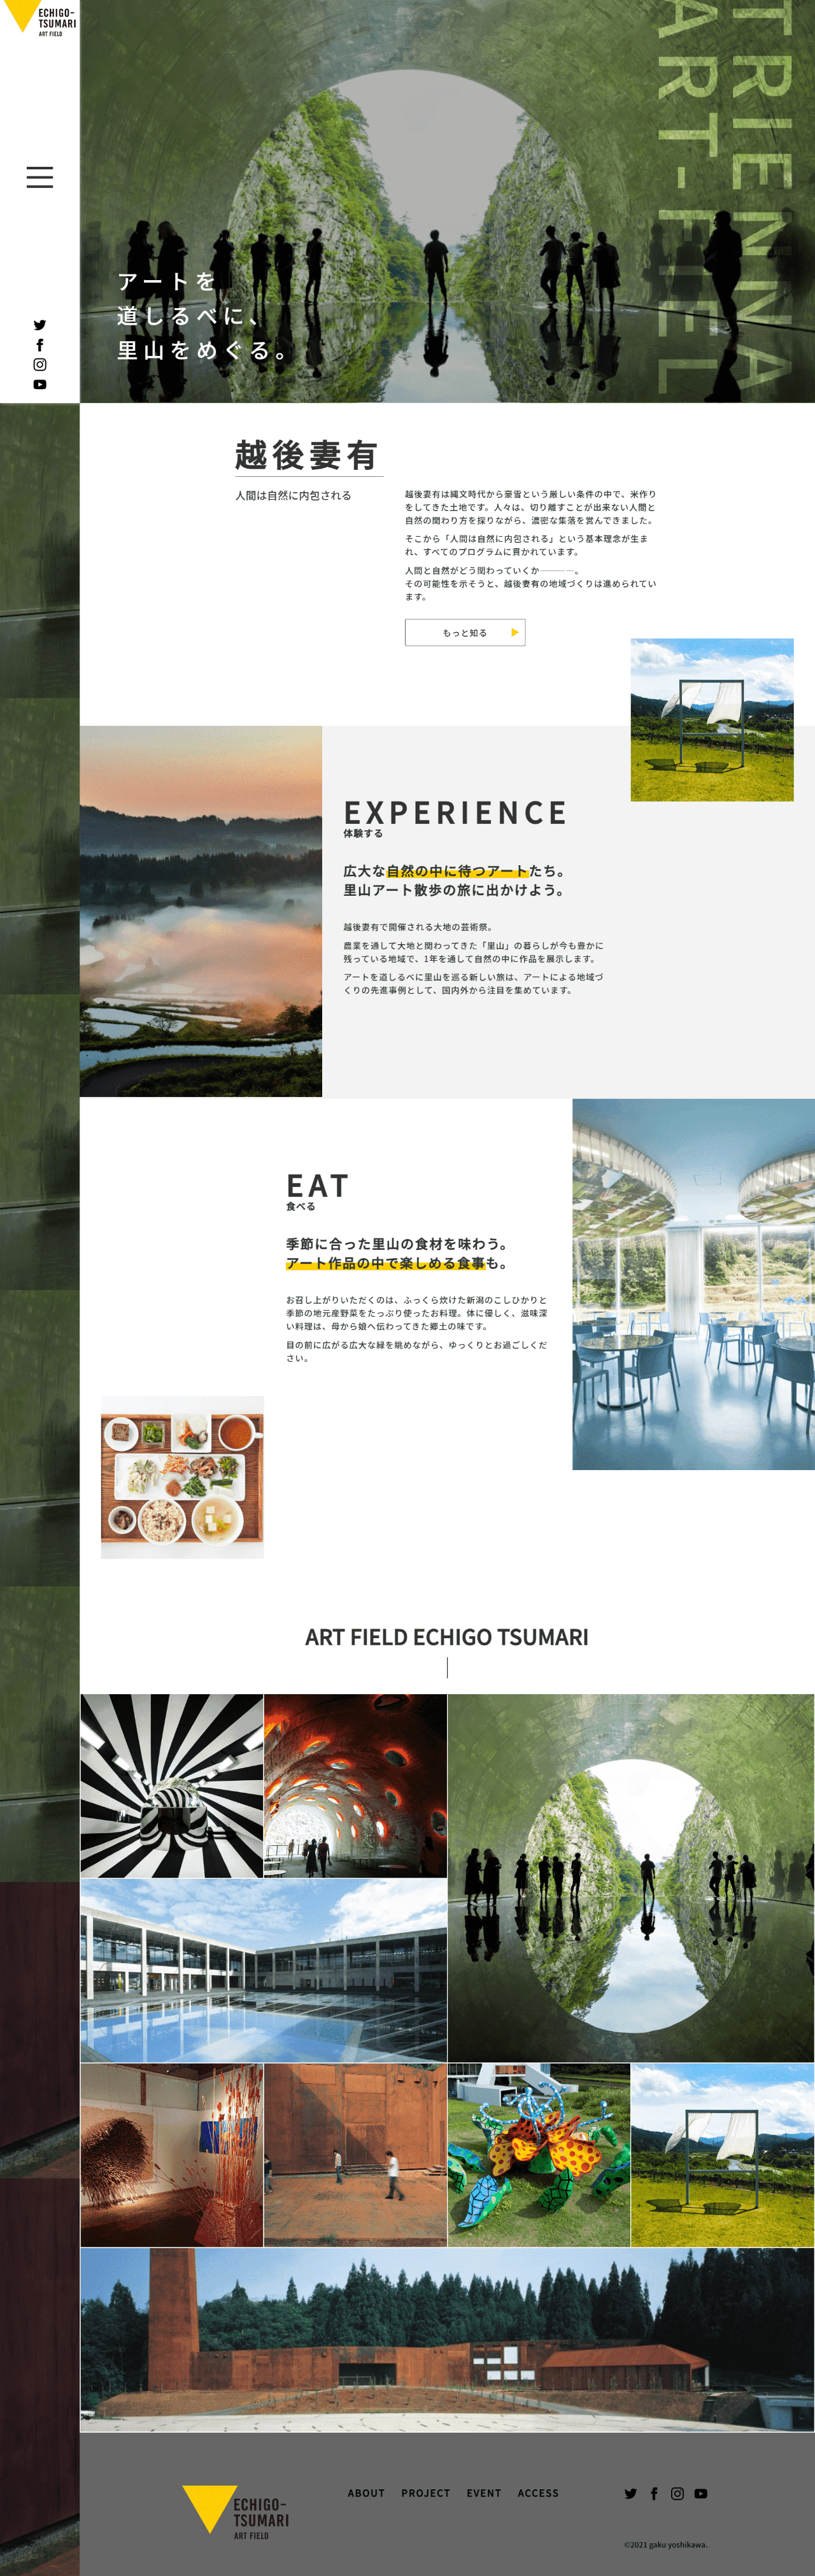 ECHIGO-
TSUMARI
ART FIELD
TRIENNA
ART-FIEL
アートを
道しるべに、
里山をめぐる。
越後妻有
人間は自然に内包される
越後妻有は縄文時代から豪雪という厳しい条件の中で、米作り
をしてきた土地です。人々は、切り離すことが出来ない人間と
自然の関わり方を探りながら、濃密な集落を営んできました。
そこから「人間は自然に内包される」という基本理念が生ま
れ、すべてのプログラムに貫かれています。
人間と自然がどう関わっていくか———。
その可能性を示そうと、越後妻有の地域づくりは進められてい
ます。
もっと知る
EXPERIENCE
体験する
広大な自然の中に待つアートたち。
里山アート散歩の旅に出かけよう。
越後妻有で開催される大地の芸術祭。
農業を通して大地と関わってきた「里山」の暮らしが今も豊かに
残っている地域で、1年を通して自然の中に作品を展示します。
アートを道しるべに里山を巡る新しい旅は、アートによる地域づ
くりの先進事例として、国内外から注目を集めています。
EAT
食べる
季節に合った里山の食材を味わう。
アート作品の中で楽しめる食事も。
お召し上がりいただくのは、ふっくら炊けた新潟のこしひかりと
季節の地元産野菜をたっぷり使ったお料理。体に優しく、滋味深
い料理は、母から娘へ伝わってきた郷土の味です。
目の前に広がる広大な緑を眺めながら、ゆっくりとお過ごしくだ
さい。
ART FIELD ECHIGO TSUMARI
ECHIGO-
TSUMARI
ART FIELD
ABOUT PROJECT EVENT ACCESS
©2021 gaku yoshikawa.